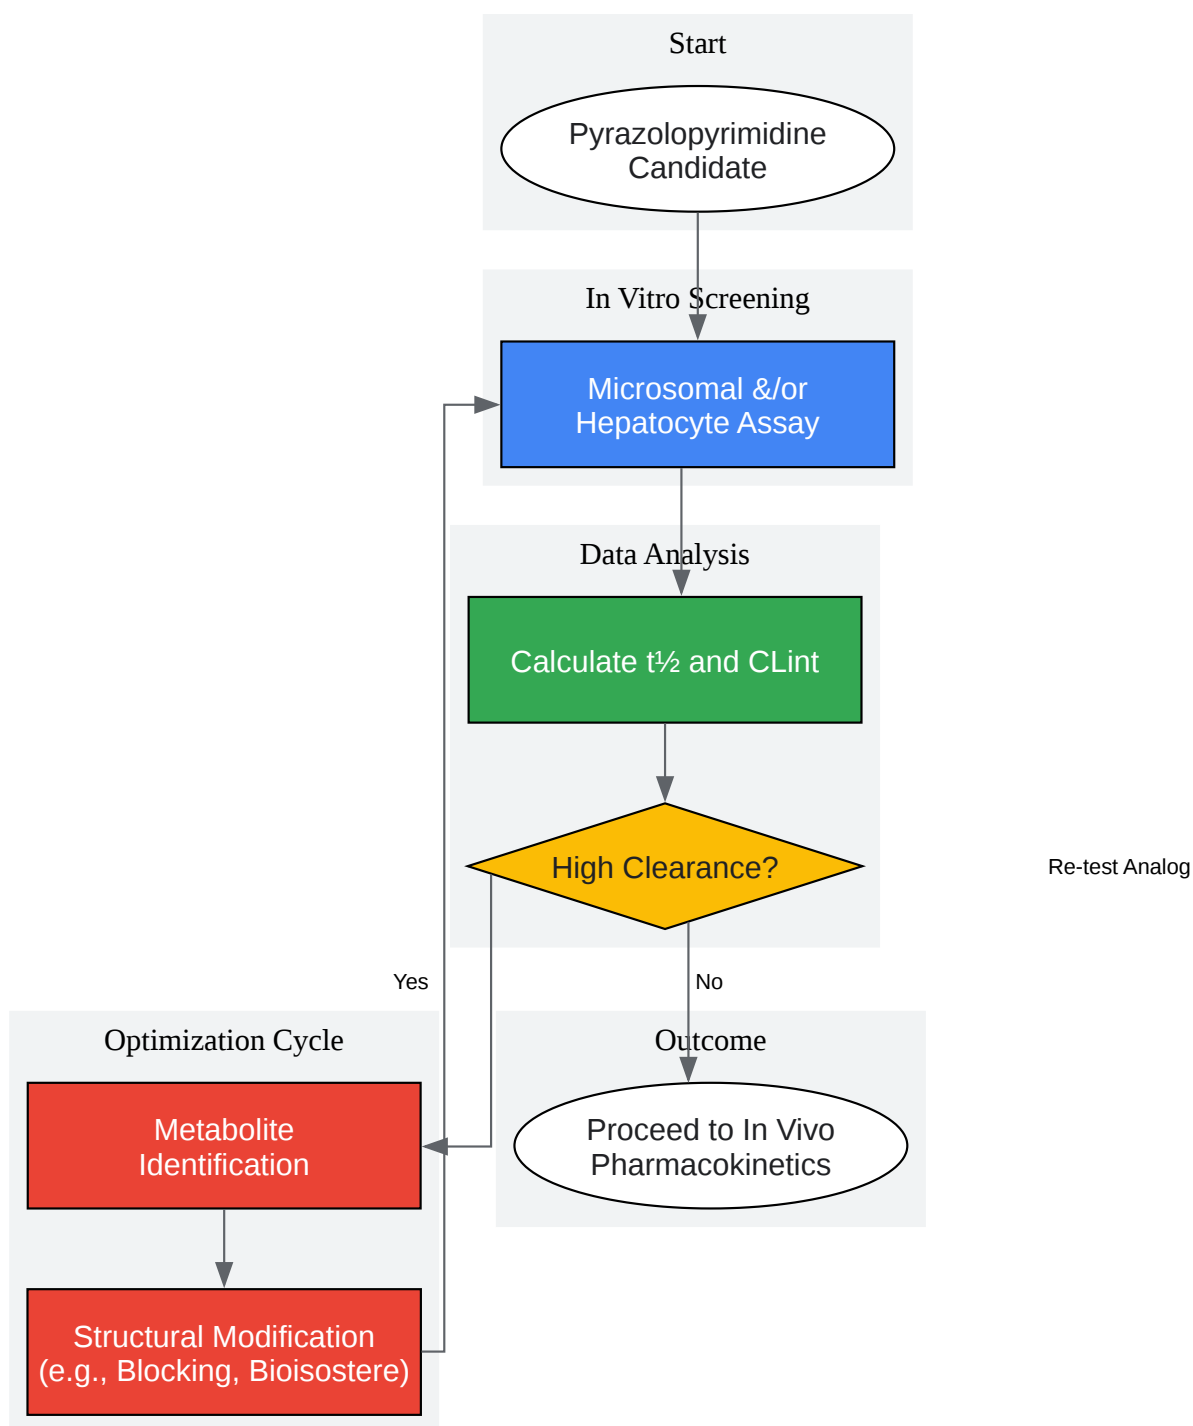 Start
Pyrazolopyrimidine
Candidate
In Vitro Screening
Microsomal &/or
Hepatocyte Assay
Data Analysis
Calculate t½ and CLint
High Clearance?
Re-test Analog
Yes
No
Optimization Cycle
Metabolite
Identification
Structural Modification
(e.g., Blocking, Bioisostere)
Outcome
Proceed to In Vivo
Pharmacokinetics